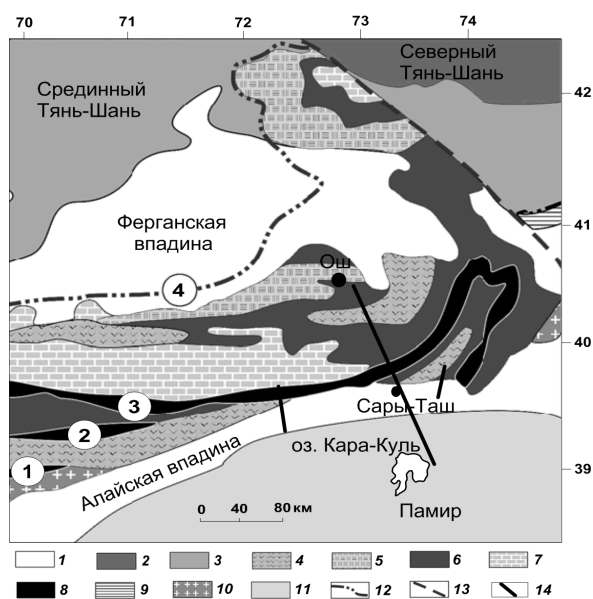 70 71 72 73 74
Северный
Тянь-Шань
Срединный
Тянь-Шань
42
Ферганская
впадина
41
Ош
4
40
3
Сары-Таш
2
оз. Кара-Куль
1
Алайская впадина
39
0 40 80 км
Памир
1 2 3 4 5 6 7
8 9 10 11 12 13 14